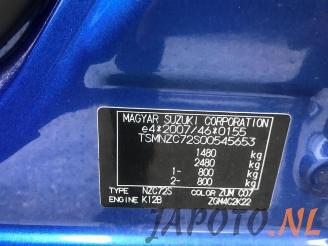 MAGYAR SUZUKI CORPORATION
e4*2007/46*0155
TSMNZC72S00545653
1480 kg
2480 kg
1- 800 kg
2- 800 kg
TYPE NZC72S COLOR ZUM C07
ENGINE K12B ZGM4C2K22
JAPOTO
.NL